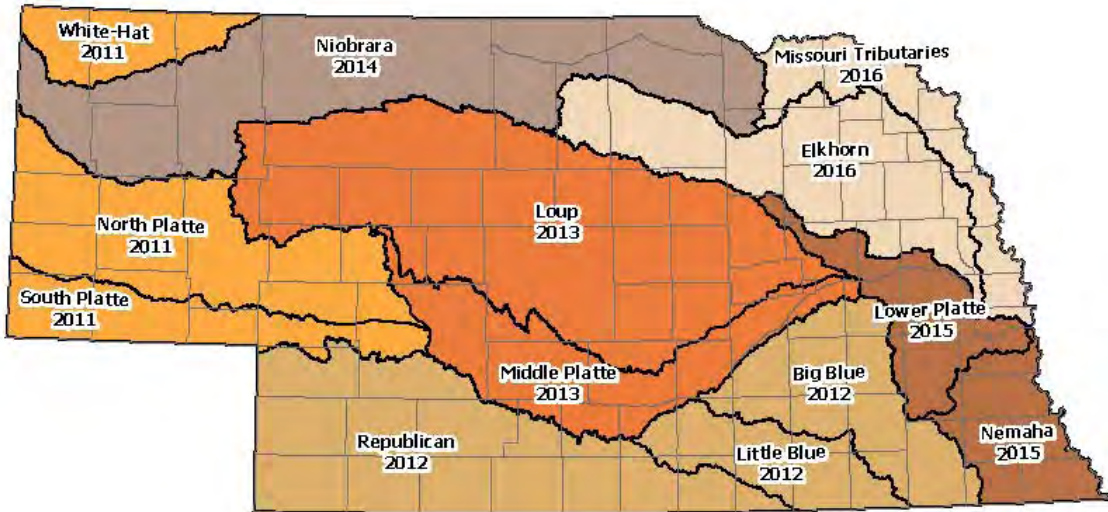 White-Hat
2011
Niobrara
2014
Missouri Tributaries
2016
Elkhorn
2016
North Platte
2011
Loup
2013
South Platte
2011
Lower Platte
2015
Middle Platte
2013
Big Blue
2012
Republican
2012
Little Blue
2012
Nemaha
2015